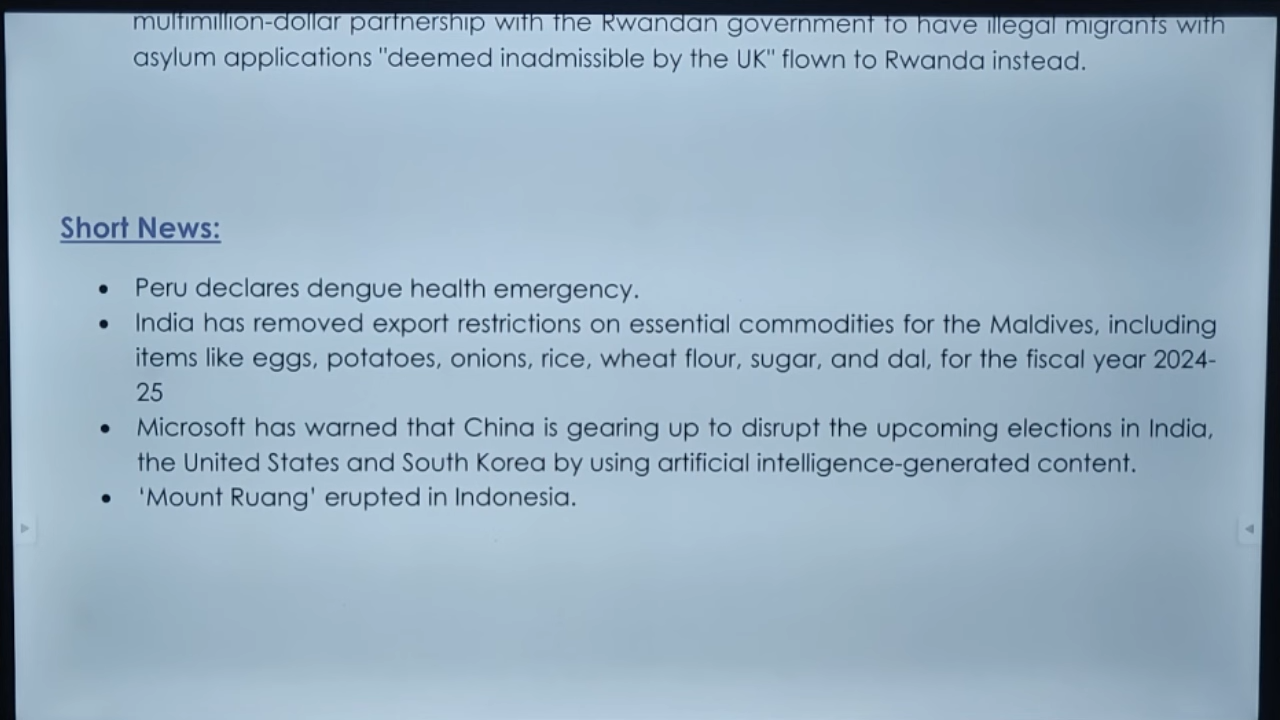 multimillion-dollar partnership with the Rwandan government to have illegal migrants with
asylum applications "deemed inadmissible by the UK" flown to Rwanda instead.
Short News:
• Peru declares dengue health emergency.
• India has removed export restrictions on essential commodities for the Maldives, including
items like eggs, potatoes, onions, rice, wheat flour, sugar, and dal, for the fiscal year 2024-
25
• Microsoft has warned that China is gearing up to disrupt the upcoming elections in India,
the United States and South Korea by using artificial intelligence-generated content.
• ‘Mount Ruang’ erupted in Indonesia.